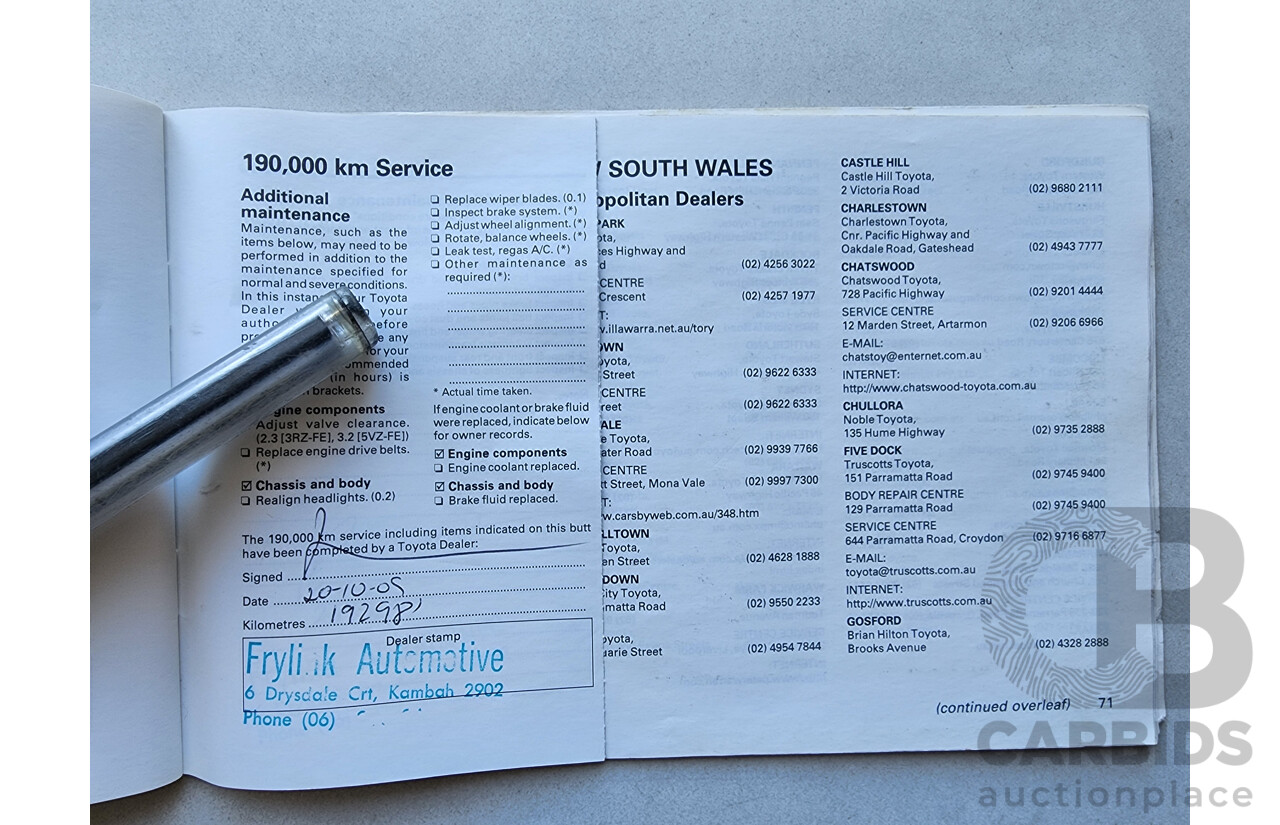 190,000 km Service
Additional
maintenance
Maintenance, such as the
items below, may need to be
performed in addition to the
maintenance specified for
normal and severe conditions.
In this Toyota
Dealer your
any
for your
(in hours) is
brackets.
components
Adjust valve clearance.
(2.3 [3RZ-FE], 3.2 [5VZ-FE])
❏ Replace engine drive belts.
(*)
☑ Chassis and body
❏ Realign headlights. (0.2)
❏ Replace wiper blades. (0.1)
❏ Inspect brake system. (*)
❏ Adjust wheel alignment. (*)
❏ Rotate, balance wheels. (*)
❏ Leak test, regas A/C. (*)
❏ Other maintenance as
required (*):
* Actual time taken.
If engine coolant or brake fluid
were replaced, indicate below
for owner records.
☑ Engine components
❏ Engine coolant replaced.
☑ Chassis and body
❏ Brake fluid replaced.
The 190,000 km service including items indicated on this butt
have been completed by a Toyota Dealer:
Signed
Date 20-10-05
Kilometres 192981
Dealer stamp
Frylink Automotive
6 Drysdale Crt, Kambah 2902
Phone (06)
SOUTH WALES
opolitan Dealers
PARK
ota,
es Highway and
d (02) 4256 3022
CENTRE
Crescent (02) 4257 1977
T:
v.illawarra.net.au/tory
WN
oyota,
Street (02) 9622 6333
CENTRE
reet (02) 9622 6333
ALE
e Toyota,
ater Road (02) 9939 7766
CENTRE
t Street, Mona Vale (02) 9997 7300
T:
w.carsbyweb.com.au/348.htm
LLTOWN
Toyota,
en Street (02) 4628 1888
DOWN
ity Toyota,
matta Road (02) 9550 2233
oyota,
arie Street (02) 4954 7844
CASTLE HILL
Castle Hill Toyota,
2 Victoria Road (02) 9680 2111
CHARLESTOWN
Charlestown Toyota,
Cnr. Pacific Highway and
Oakdale Road, Gateshead (02) 4943 7777
CHATSWOOD
Chatswood Toyota,
728 Pacific Highway (02) 9201 4444
SERVICE CENTRE
12 Marden Street, Artarmon (02) 9206 6966
E-MAIL:
chatstoy@enternet.com.au
INTERNET:
http://www.chatswood-toyota.com.au
CHULLORA
Noble Toyota,
135 Hume Highway (02) 9735 2888
FIVE DOCK
Truscotts Toyota,
151 Parramatta Road (02) 9745 9400
BODY REPAIR CENTRE
129 Parramatta Road (02) 9745 9400
SERVICE CENTRE
644 Parramatta Road, Croydon (02) 9716 6877
E-MAIL:
toyota@truscotts.com.au
INTERNET:
http://www.truscotts.com.au
GOSFORD
Brian Hilton Toyota,
Brooks Avenue (02) 4328 2888
(continued overleaf) 71
CB
CARBIDS
auctionplace